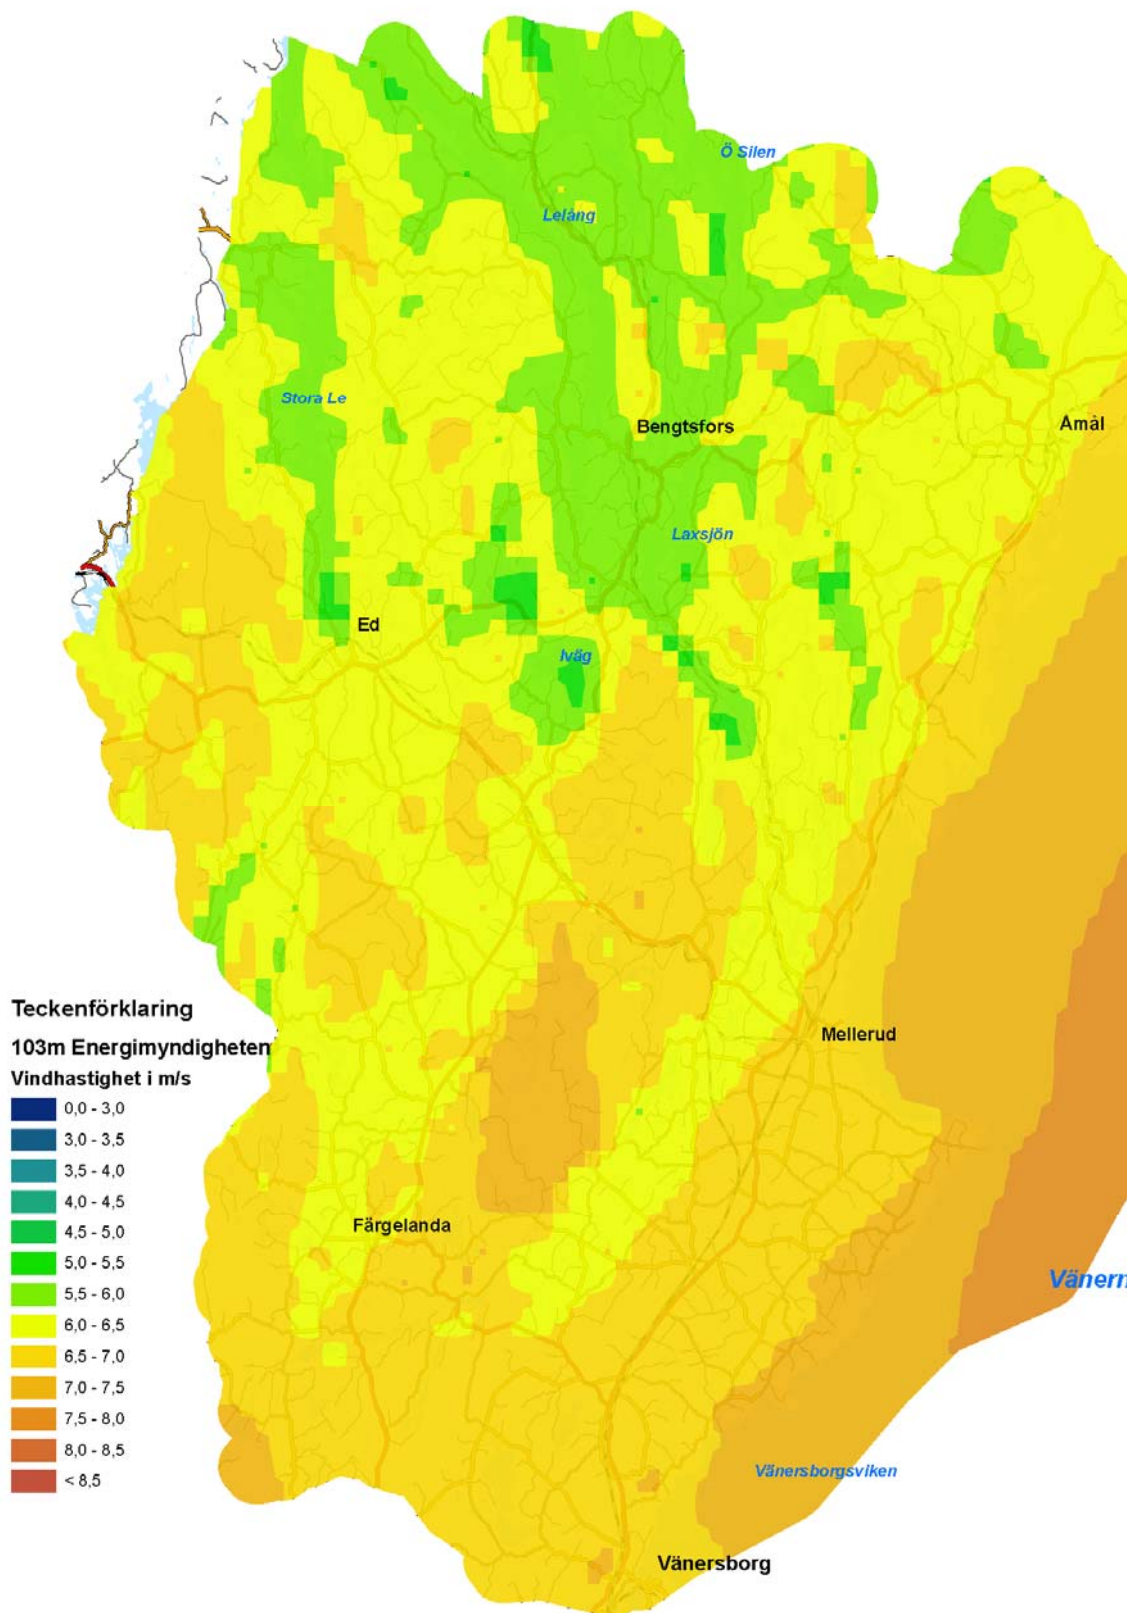 Ö Silen
Lelång
Stora Le
Bengtsfors
Åmål
Laxsjön
Ed
Iväg
Teckenförklaring
103m Energimyndigheten
Mellerud
Vindhastighet i m/s
0,0 - 3,0
3,0 - 3,5
3,5 - 4,0
4,0 - 4,5
4,5 - 5,0
Färgelanda
5,0 - 5,5
Vänern
5,5 - 6,0
6,0 - 6,5
6,5 - 7,0
7,0 - 7,5
7,5 - 8,0
8,0 - 8,5
Vänersborgsviken
< 8,5
Vänersborg